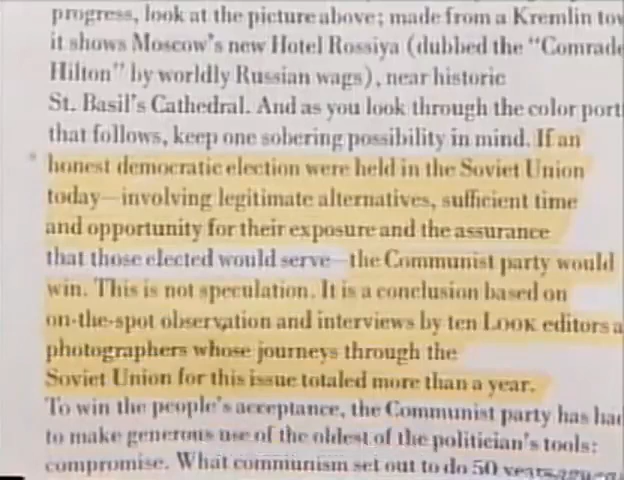 progress, look at the picture above; made from a Kremlin tow
it shows Moscow's new Hotel Rossiya (dubbed the "Comrade
Hilton" by worldly Russian wags), near historic
St. Basil's Cathedral. And as you look through the color port
that follows, keep one sobering possibility in mind. If an
honest democratic election were held in the Soviet Union
today—involving legitimate alternatives, sufficient time
and opportunity for their exposure and the assurance
that those elected would serve—the Communist party would
win. This is not speculation. It is a conclusion based on
on-the-spot observation and interviews by ten LOOK editors a
photographers whose journeys through the
Soviet Union for this issue totaled more than a year.
To win the people's acceptance, the Communist party has had
to make generous use of the oldest of the politician's tools:
compromise. What communism set out to do 50 years ago